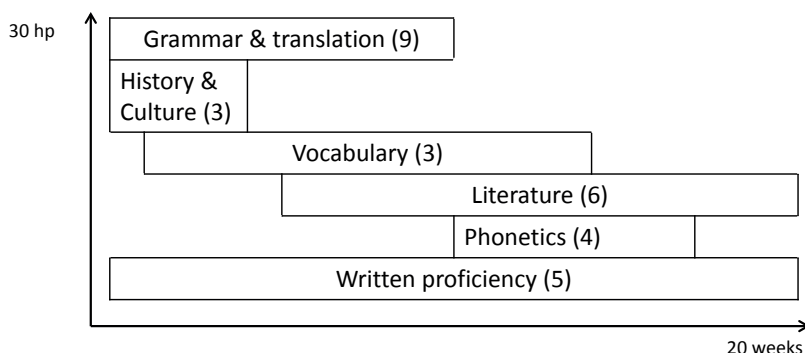 30 hp
Grammar & translation (9)
History &
Culture (3)
Vocabulary (3)
Literature (6)
Phonetics (4)
Written proficiency (5)
20 weeks